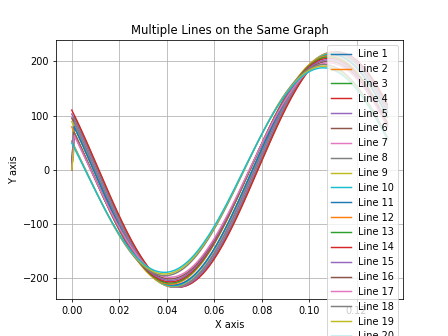 Multiple Lines on the Same Graph
Y axis
200
100
0
−100
−200
0.00
0.02
0.04
0.06
0.08
0.10
X axis
Line 1
Line 2
Line 3
Line 4
Line 5
Line 6
Line 7
Line 8
Line 9
Line 10
Line 11
Line 12
Line 13
Line 14
Line 15
Line 16
Line 17
Line 18
Line 19
Line 20